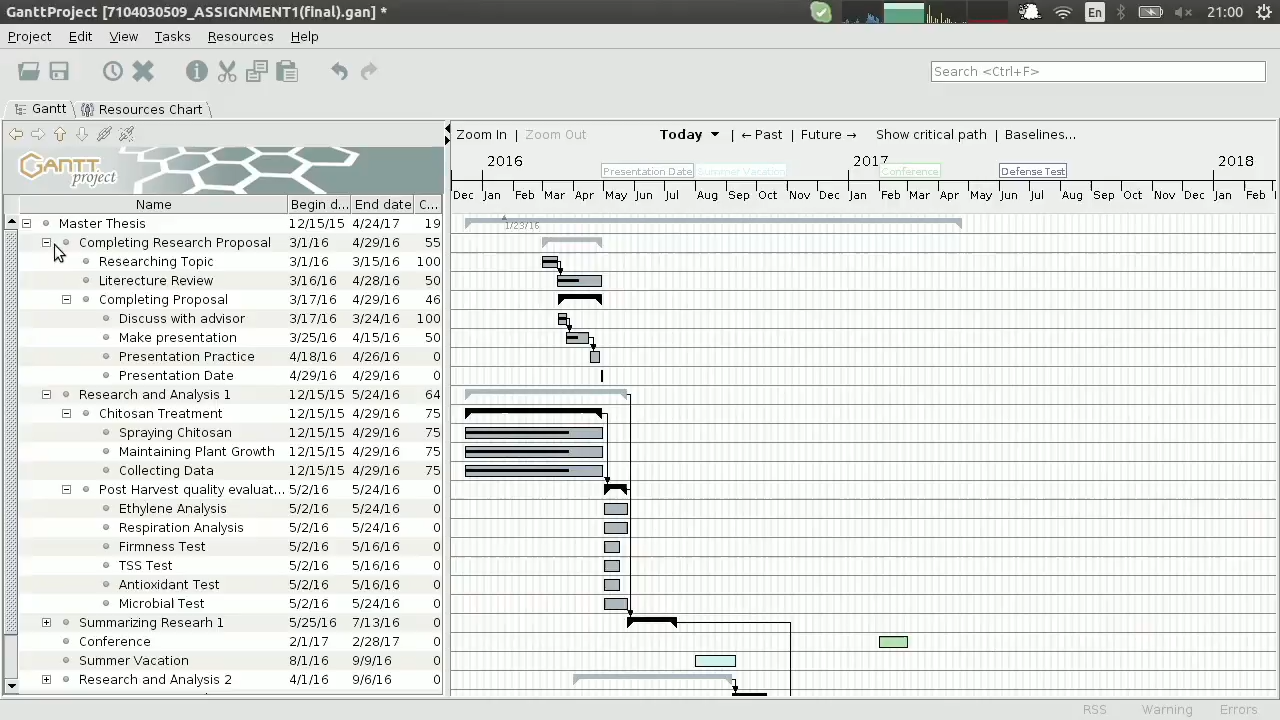 GanttProject [7104030509_ASSIGNMENT1(final).gan] *
En
21:00
Project Edit View Tasks Resources Help
Search <Ctrl+F>
Gantt Resources Chart
Zoom In | Zoom Out Today | ← Past | Future → Show critical path | Baselines...
GANTT
project
2016 2017 2018
Presentation Date Summer Vacation Conference Defense Test
Dec Jan Feb Mar Apr May Jun Jul Aug Sep Oct Nov Dec Jan Feb Mar Apr May Jun Jul Aug Sep Oct Nov Dec Jan Feb
Name Begin d... End date C...
Master Thesis 12/15/15 4/24/17 19
1/23/16
Completing Research Proposal 3/1/16 4/29/16 55
Researching Topic 3/1/16 3/15/16 100
Literecture Review 3/16/16 4/28/16 50
Completing Proposal 3/17/16 4/29/16 46
Discuss with advisor 3/17/16 3/24/16 100
Make presentation 3/25/16 4/15/16 50
Presentation Practice 4/18/16 4/26/16 0
Presentation Date 4/29/16 4/29/16 0
Research and Analysis 1 12/15/15 5/24/16 64
Chitosan Treatment 12/15/15 4/29/16 75
Spraying Chitosan 12/15/15 4/29/16 75
Maintaining Plant Growth 12/15/15 4/29/16 75
Collecting Data 12/15/15 4/29/16 75
Post Harvest quality evaluat... 5/2/16 5/24/16 0
Ethylene Analysis 5/2/16 5/24/16 0
Respiration Analysis 5/2/16 5/24/16 0
Firmness Test 5/2/16 5/16/16 0
TSS Test 5/2/16 5/16/16 0
Antioxidant Test 5/2/16 5/16/16 0
Microbial Test 5/2/16 5/24/16 0
Summarizing Researh 1 5/25/16 7/13/16 0
Conference 2/1/17 2/28/17 0
Summer Vacation 8/1/16 9/9/16 0
Research and Analysis 2 4/1/16 9/6/16 0
RSS Warning Errors